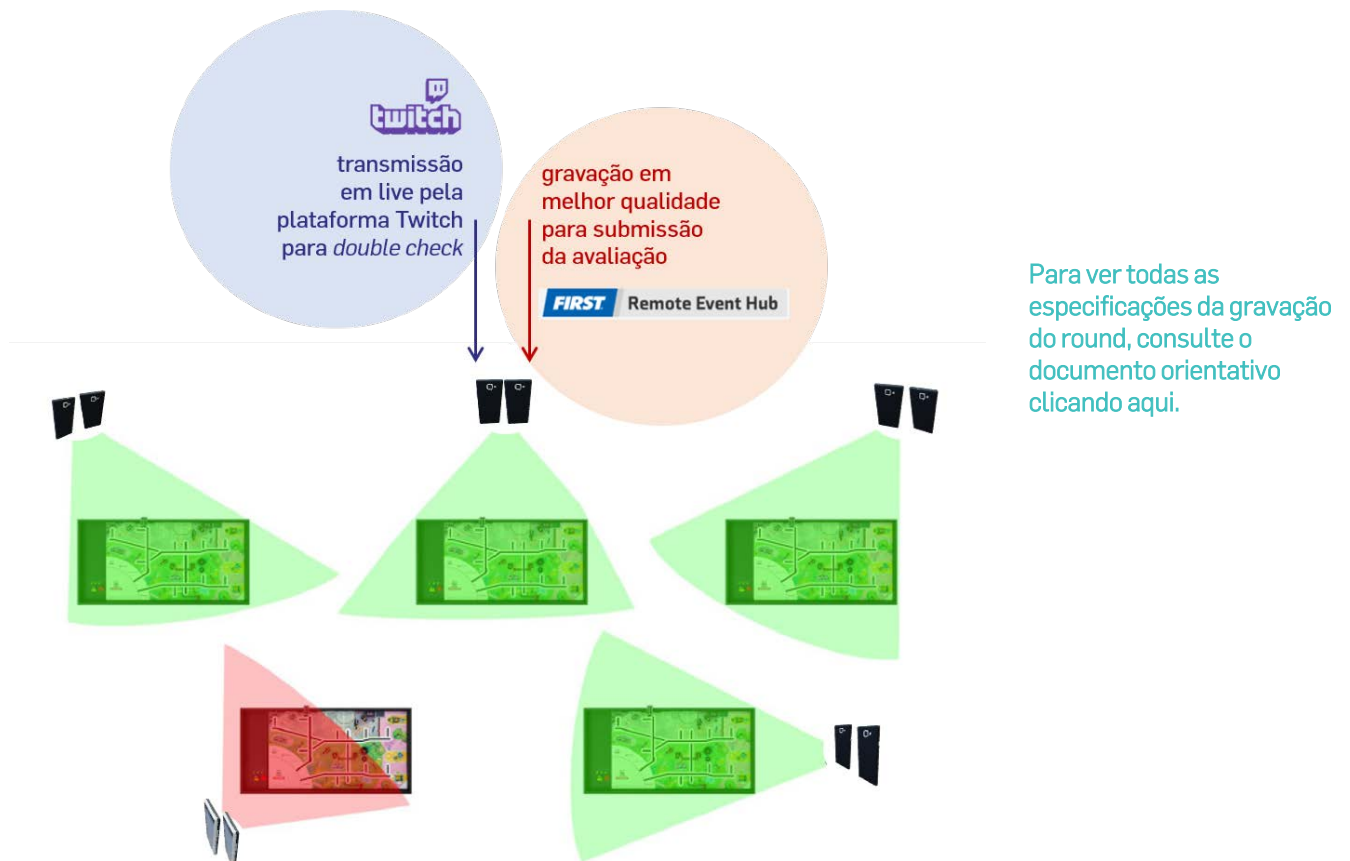 twitch
transmissão
em live pela
plataforma Twitch
para double check
gravação em
melhor qualidade
para submissão
da avaliação
FIRST Remote Event Hub
Para ver todas as
especificações da gravação
do round, consulte o
documento orientativo
clicando aqui.